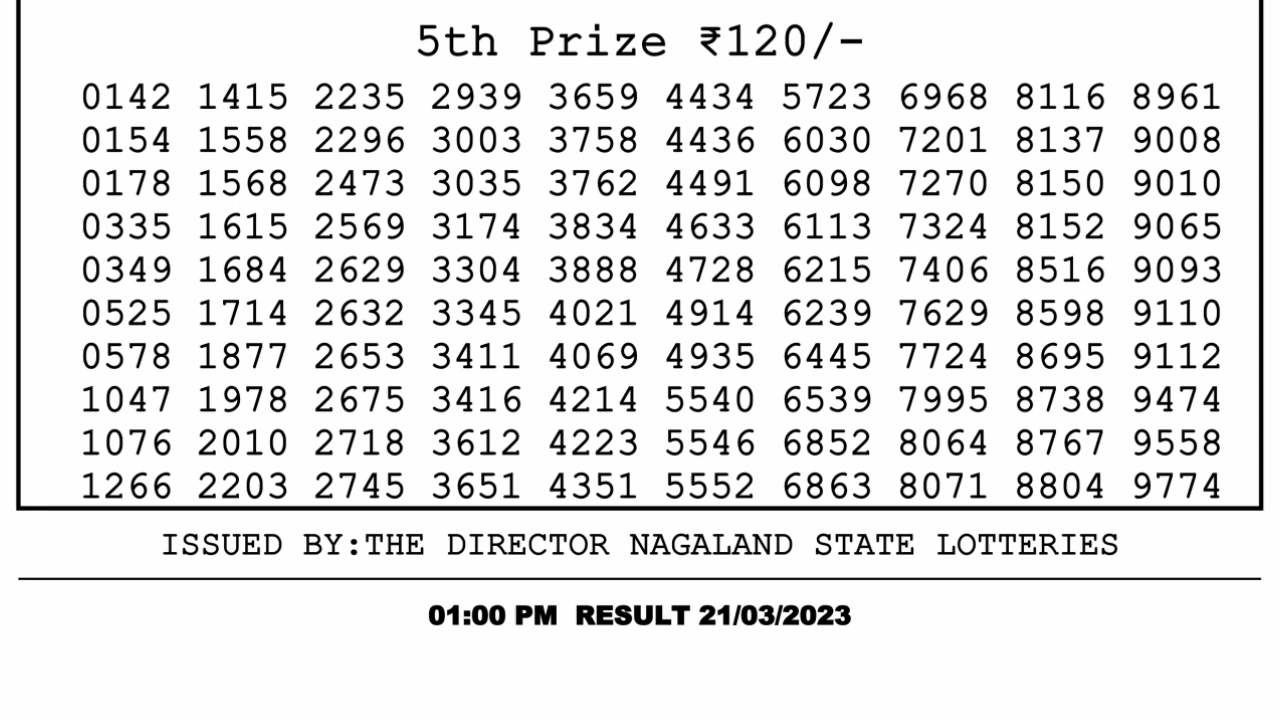 5th Prize ₹120/-
0142 1415 2235 2939 3659 4434 5723 6968 8116 8961
0154 1558 2296 3003 3758 4436 6030 7201 8137 9008
0178 1568 2473 3035 3762 4491 6098 7270 8150 9010
0335 1615 2569 3174 3834 4633 6113 7324 8152 9065
0349 1684 2629 3304 3888 4728 6215 7406 8516 9093
0525 1714 2632 3345 4021 4914 6239 7629 8598 9110
0578 1877 2653 3411 4069 4935 6445 7724 8695 9112
1047 1978 2675 3416 4214 5540 6539 7995 8738 9474
1076 2010 2718 3612 4223 5546 6852 8064 8767 9558
1266 2203 2745 3651 4351 5552 6863 8071 8804 9774
ISSUED BY:THE DIRECTOR NAGALAND STATE LOTTERIES
01:00 PM RESULT 21/03/2023